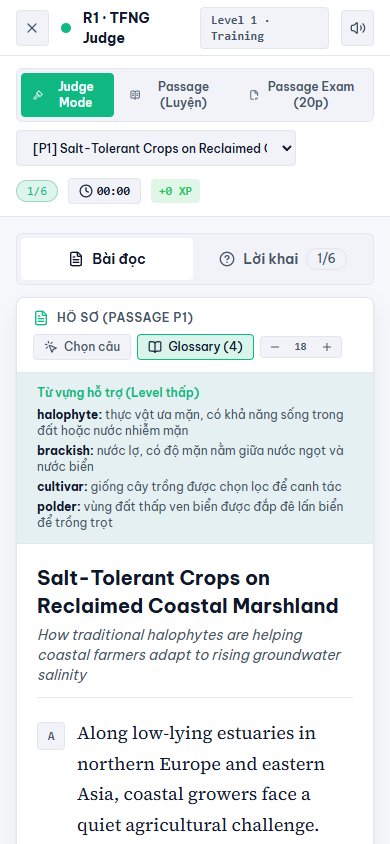 R1 · TFNG
Judge
Level 1 ·
Training
Judge
Mode
Passage
(Luyện)
Passage Exam
(20p)
[P1] Salt-Tolerant Crops on Reclaimed
1/6
00:00
+0 XP
Bài đọc
Lời khai 1/6
HỒ SƠ (PASSAGE P1)
Chọn câu
Glossary (4)
− 18 +
Từ vựng hỗ trợ (Level thấp)
halophyte: thực vật ưa mặn, có khả năng sống trong
đất hoặc nước nhiễm mặn
brackish: nước lợ, có độ mặn nằm giữa nước ngọt và
nước biển
cultivar: giống cây trồng được chọn lọc để canh tác
polder: vùng đất thấp ven biển được đắp đê lấn biển
để trồng trọt
Salt-Tolerant Crops on
Reclaimed Coastal Marshland
How traditional halophytes are helping
coastal farmers adapt to rising groundwater
salinity
A
Along low-lying estuaries in
northern Europe and eastern
Asia, coastal growers face a
quiet agricultural challenge.